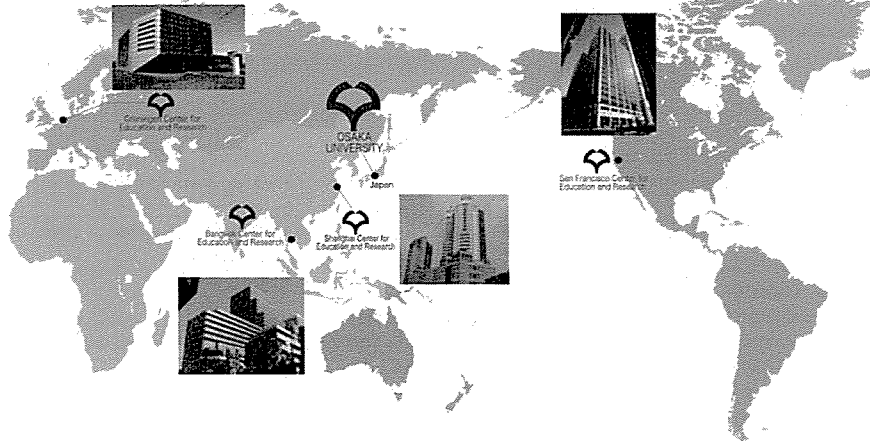 Groningen Center for
Education and Research
OSAKA
UNIVERSITY
Japan
San Francisco Center for
Education and Research
Bangkok Center for
Education and Research
Shanghai Center for
Education and Research